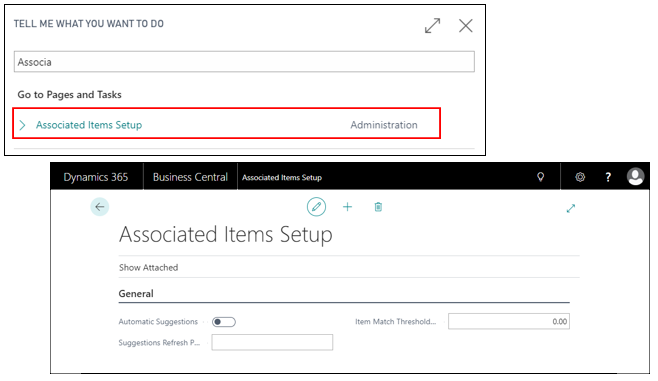 TELL ME WHAT YOU WANT TO DO
Associa
Go to Pages and Tasks
Associated Items Setup Administration
Dynamics 365 Business Central Associated Items Setup ?
Associated Items Setup
Show Attached
General
Automatic Suggestions Item Match Threshold... 0.00
Suggestions Refresh P...